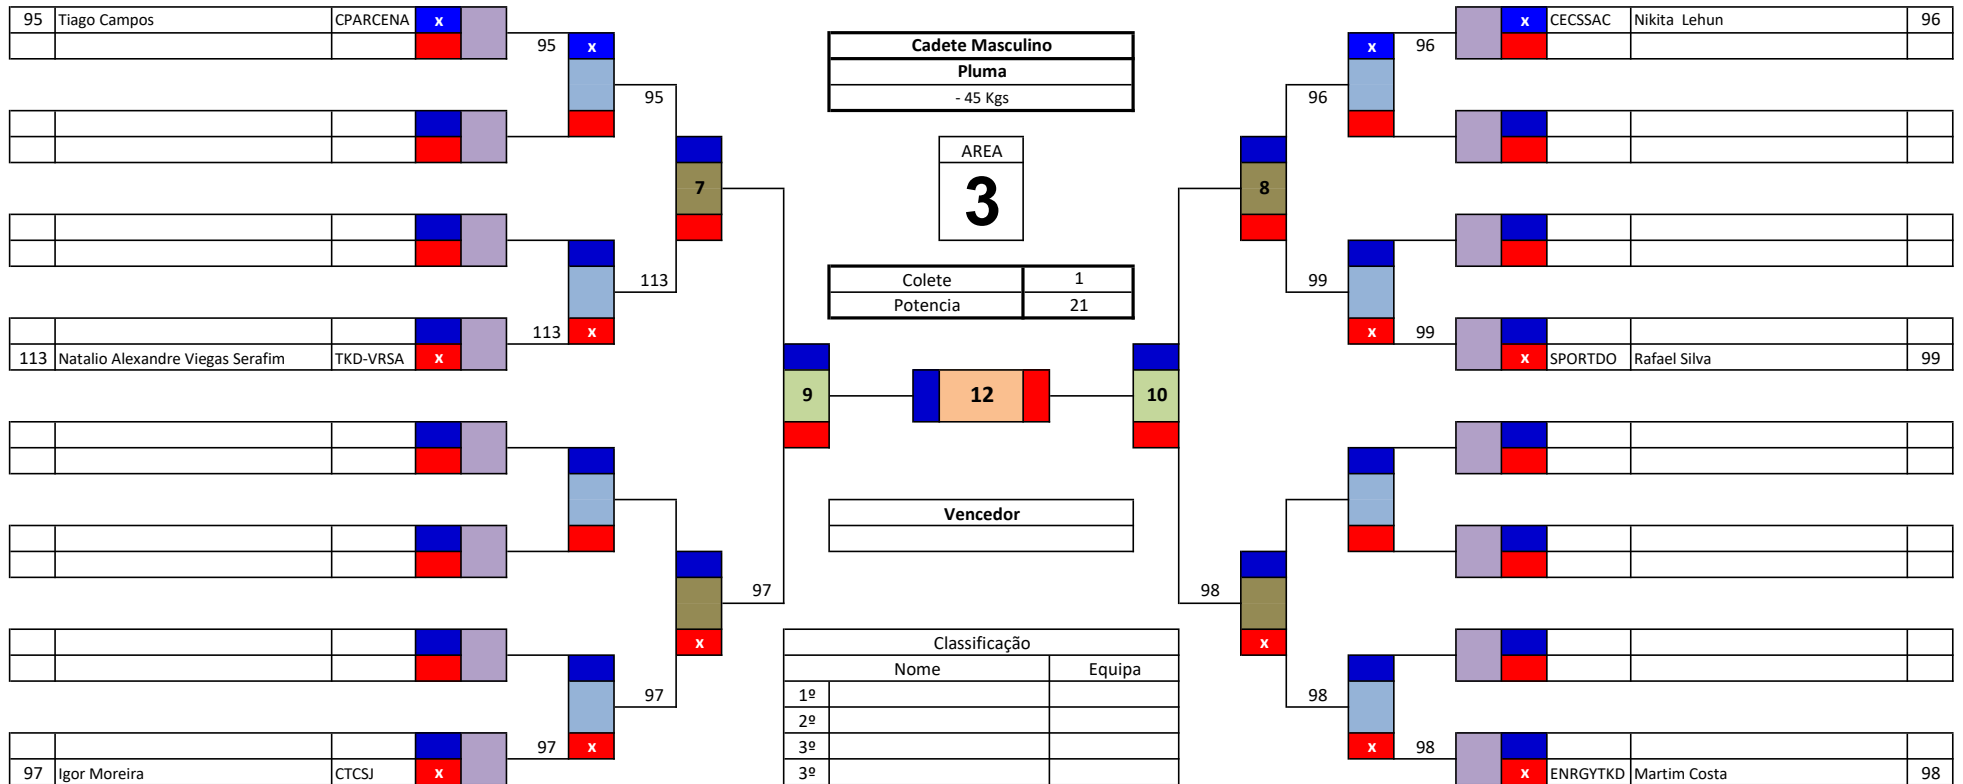 95 Tiago Campos CPARCENA x
95 x
95
113
113 x
113 Natalio Alexandre Viegas Serafim TKD-VRSA x
7
97
x
97
97 x
97 Igor Moreira CTCSJ x
Cadete Masculino
Pluma
- 45 Kgs
AREA
3
Colete 1
Potencia 21
9 12 10
Vencedor
Classificação
Nome Equipa
1º
2º
3º
3º
x CECSSAC Nikita Lehun 96
x 96
96
8
99
x 99
x SPORTDO Rafael Silva 99
98
x
98
x 98
x ENRGYTKD Martim Costa 98